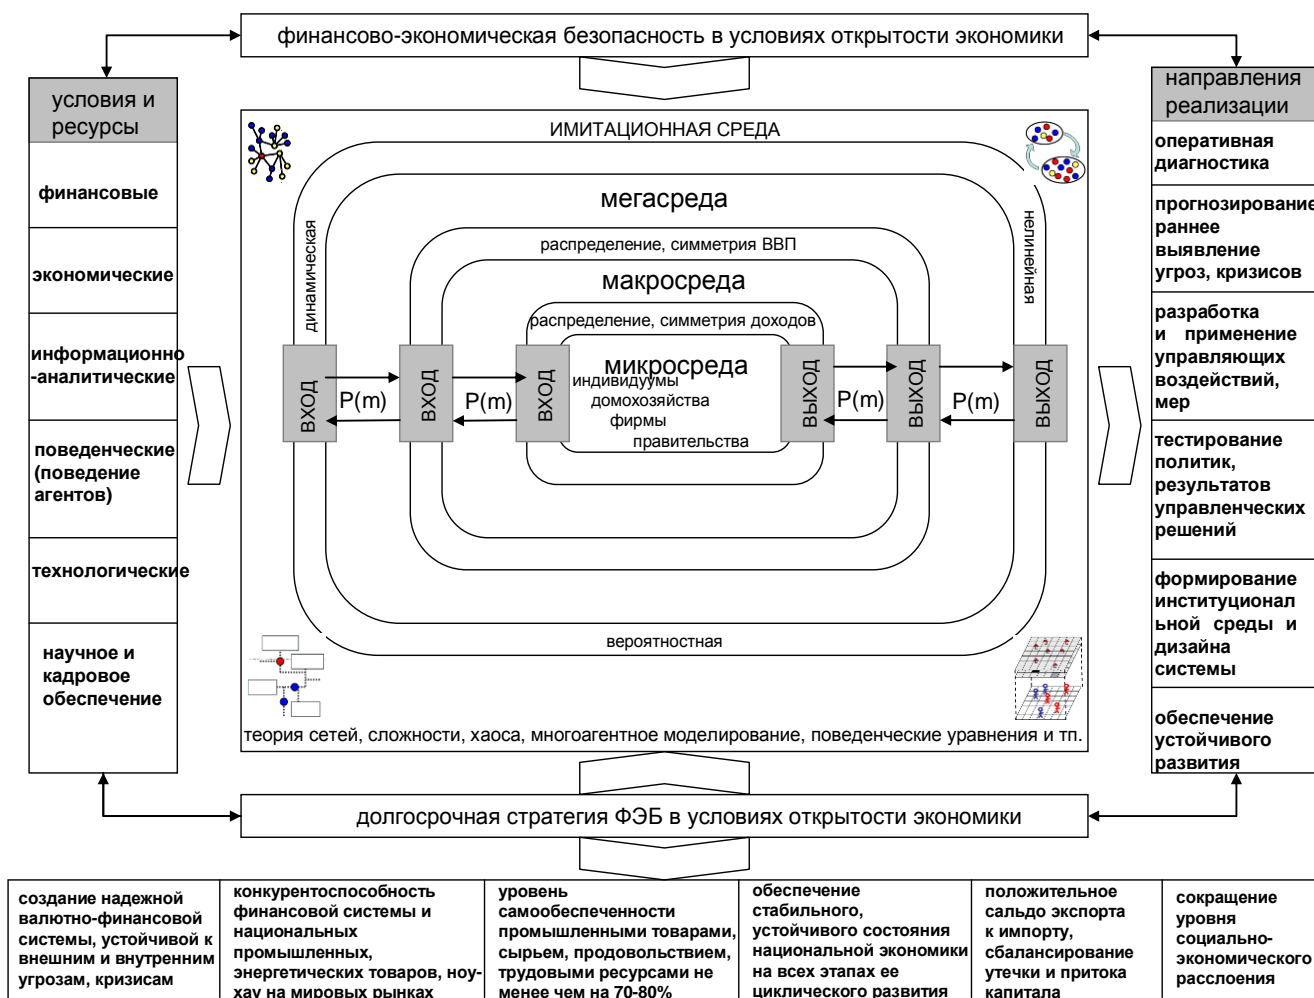 финансово-экономическая безопасность в условиях открытости экономики
условия и
ресурсы
финансовые
экономические
информационно
-аналитические
поведенческие
(поведение
агентов)
технологические
научное и
кадровое
обеспечение
ИМИТАЦИОННАЯ СРЕДА
мегасреда
динамическая
нелинейная
распределение, симметрия ВВП
макросреда
распределение, симметрия доходов
микросреда
индивидуумы
домохозяйства
фирмы
правительства
ВХОД
P(m)
ВХОД
P(m)
ВХОД
ВЫХОД
P(m)
ВЫХОД
P(m)
ВЫХОД
вероятностная
теория сетей, сложности, хаоса, многоагентное моделирование, поведенческие уравнения и тп.
направления
реализации
оперативная
диагностика
прогнозирование
раннее
выявление
угроз, кризисов
разработка
и применение
управляющих
воздействий,
мер
тестирование
политик,
результатов
управленческих
решений
формирование
институционал
ьной среды и
дизайна
системы
обеспечение
устойчивого
развития
долгосрочная стратегия ФЭБ в условиях открытости экономики
создание надежной
валютно-финансовой
системы, устойчивой к
внешним и внутренним
угрозам, кризисам
конкурентоспособность
финансовой системы и
национальных
промышленных,
энергетических товаров, ноу-
хау на мировых рынках
уровень
самообеспеченности
промышленными товарами,
сырьем, продовольствием,
трудовыми ресурсами не
менее чем на 70-80%
обеспечение
стабильного,
устойчивого состояния
национальной экономики
на всех этапах ее
циклического развития
положительное
сальдо экспорта
к импорту,
сбалансирование
утечки и притока
капитала
сокращение
уровня
социально-
экономического
расслоения